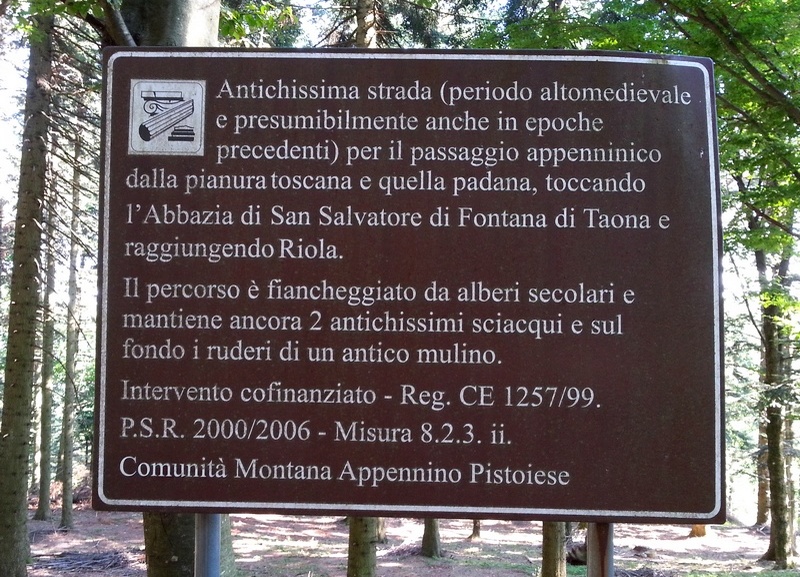 Antichissima strada (periodo altomedievale
e presumibilmente anche in epoche
precedenti) per il passaggio appenninico
dalla pianura toscana e quella padana, toccando
l'Abbazia di San Salvatore di Fontana di Taona e
raggiungendo Riola.
Il percorso è fiancheggiato da alberi secolari e
mantiene ancora 2 antichissimi sciacqui e sul
fondo i ruderi di un antico mulino.
Intervento cofinanziato - Reg. CE 1257/99.
P.S.R. 2000/2006 - Misura 8.2.3. ii.
Comunità Montana Appennino Pistoiese